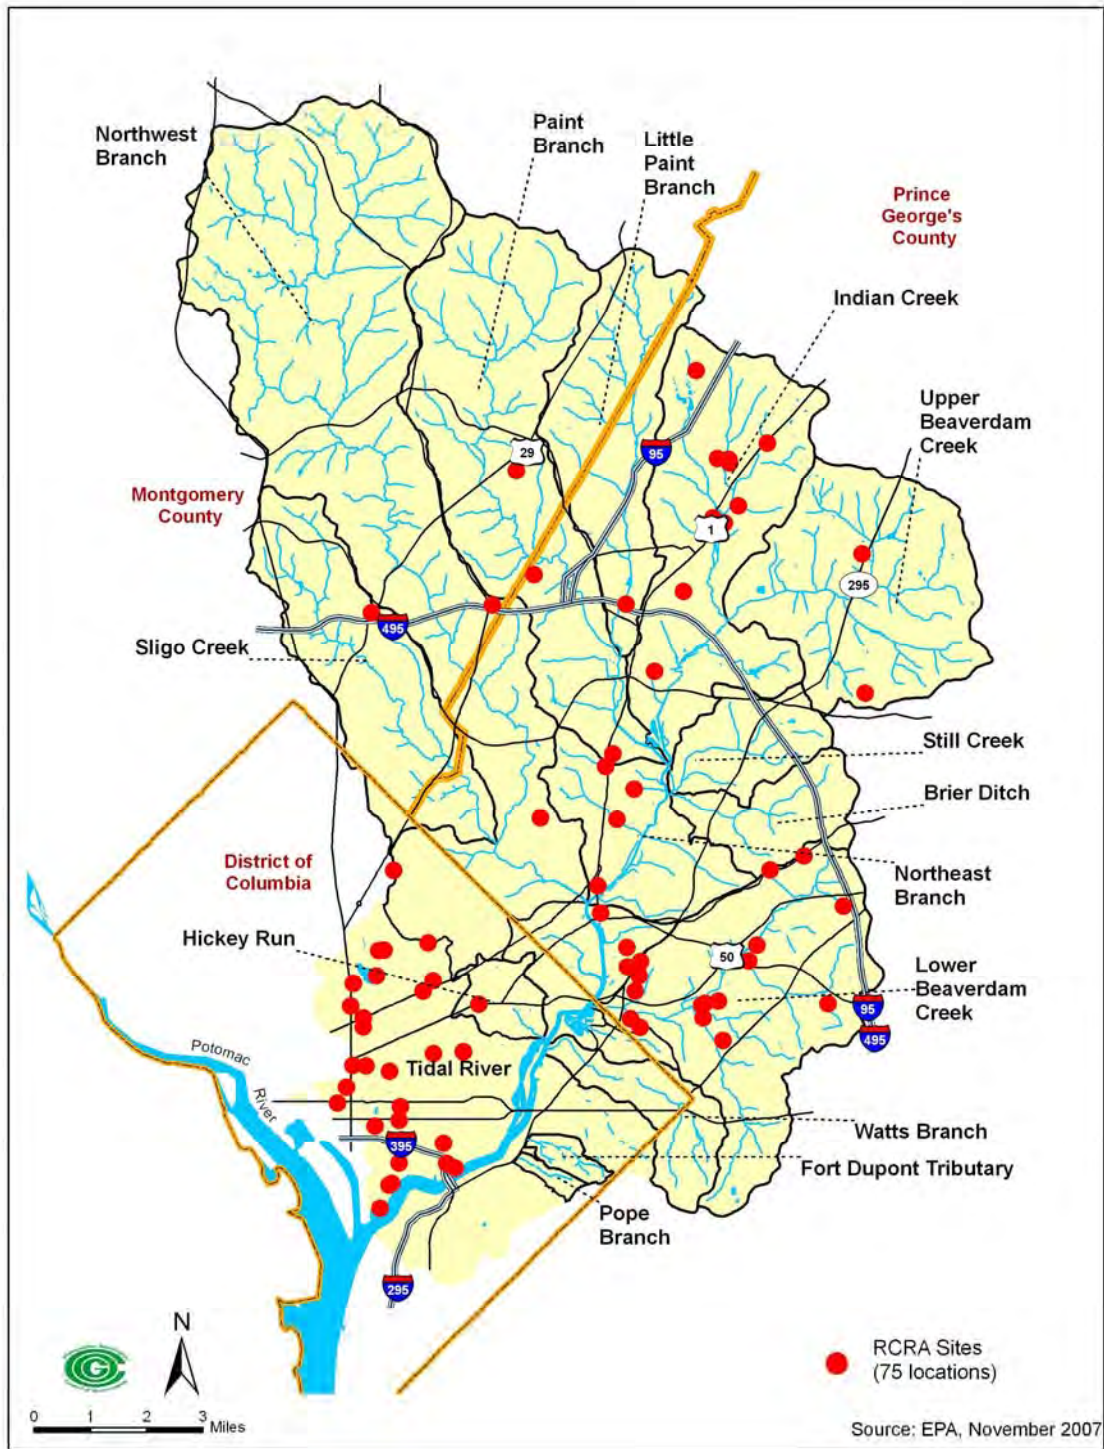 Northwest
Branch
Paint
Branch
Little
Paint
Branch
Prince
George's
County
Indian Creek
Upper
Beaverdam
Creek
29
95
Montgomery
County
1
295
495
Sligo Creek
Still Creek
Brier Ditch
District of
Columbia
Northeast
Branch
Hickey Run
50
Lower
Beaverdam
Creek
95
495
Potomac
River
Tidal River
Watts Branch
395
Fort Dupont Tributary
Pope
Branch
295
N
RCRA Sites
(75 locations)
0 1 2 3
Miles
Source: EPA, November 2007